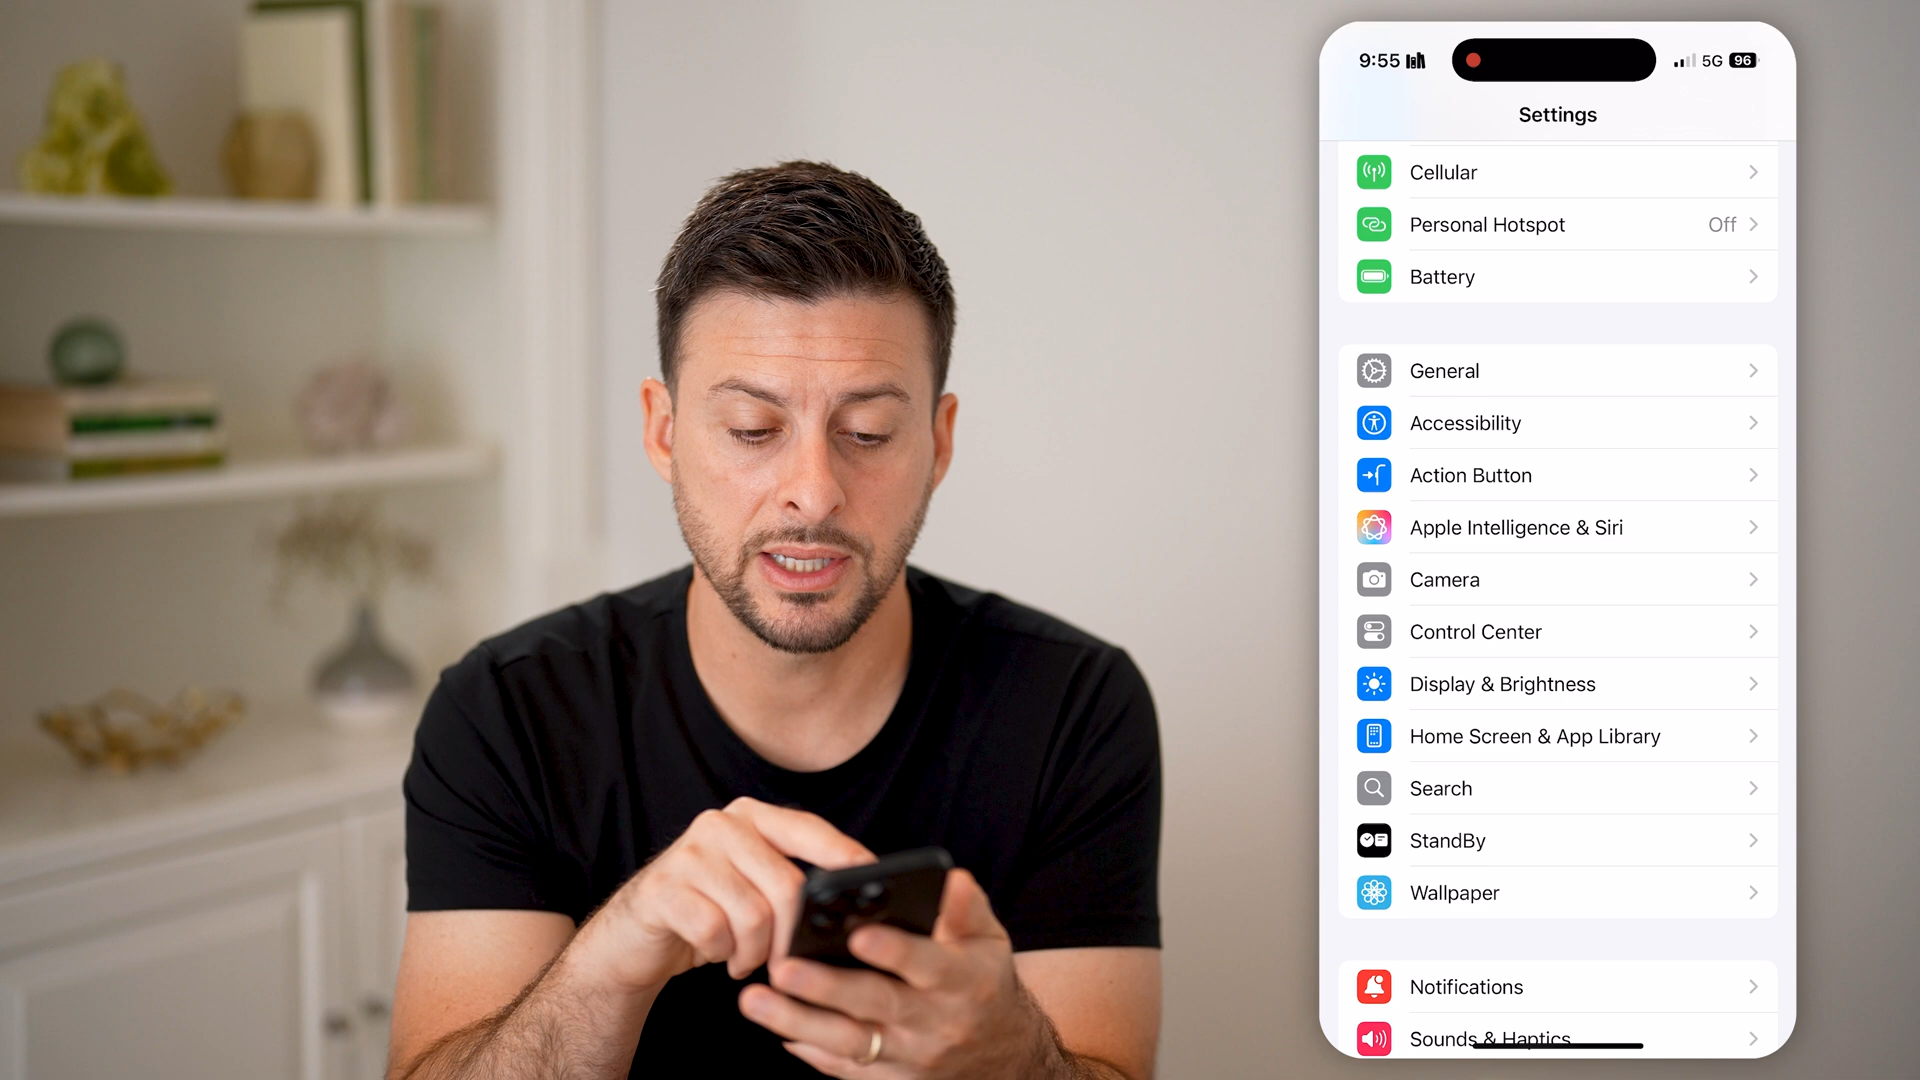 9:55 5G 96
Settings
Cellular
Personal Hotspot Off
Battery
General
Accessibility
Action Button
Apple Intelligence & Siri
Camera
Control Center
Display & Brightness
Home Screen & App Library
Search
StandBy
Wallpaper
Notifications
Sounds & Haptics